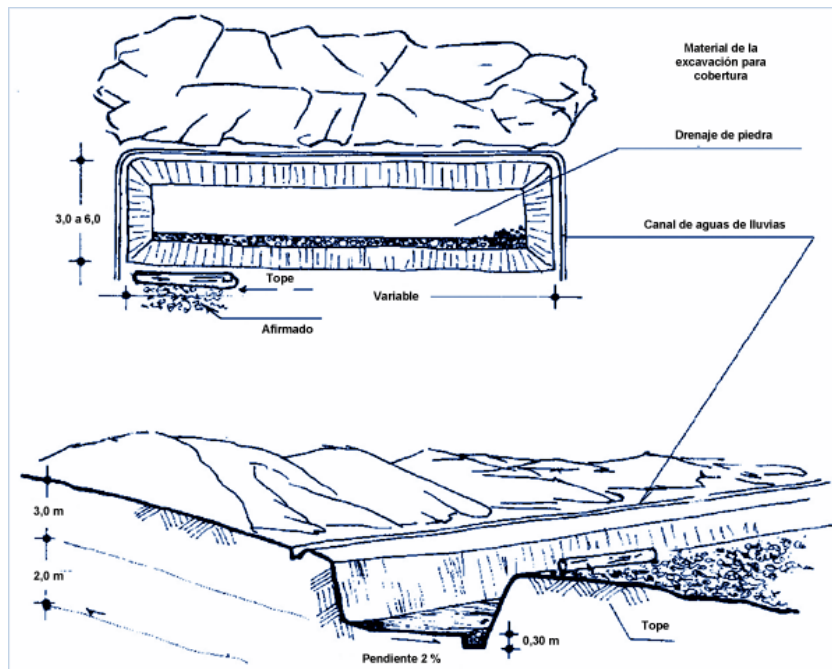 Material de la
excavación para
cobertura
Drenaje de piedra
3,0 a 6,0
Canal de aguas de lluvias
Tope
Variable
Afirmado
3,0 m
2,0 m
0,30 m
Tope
Pendiente 2 %